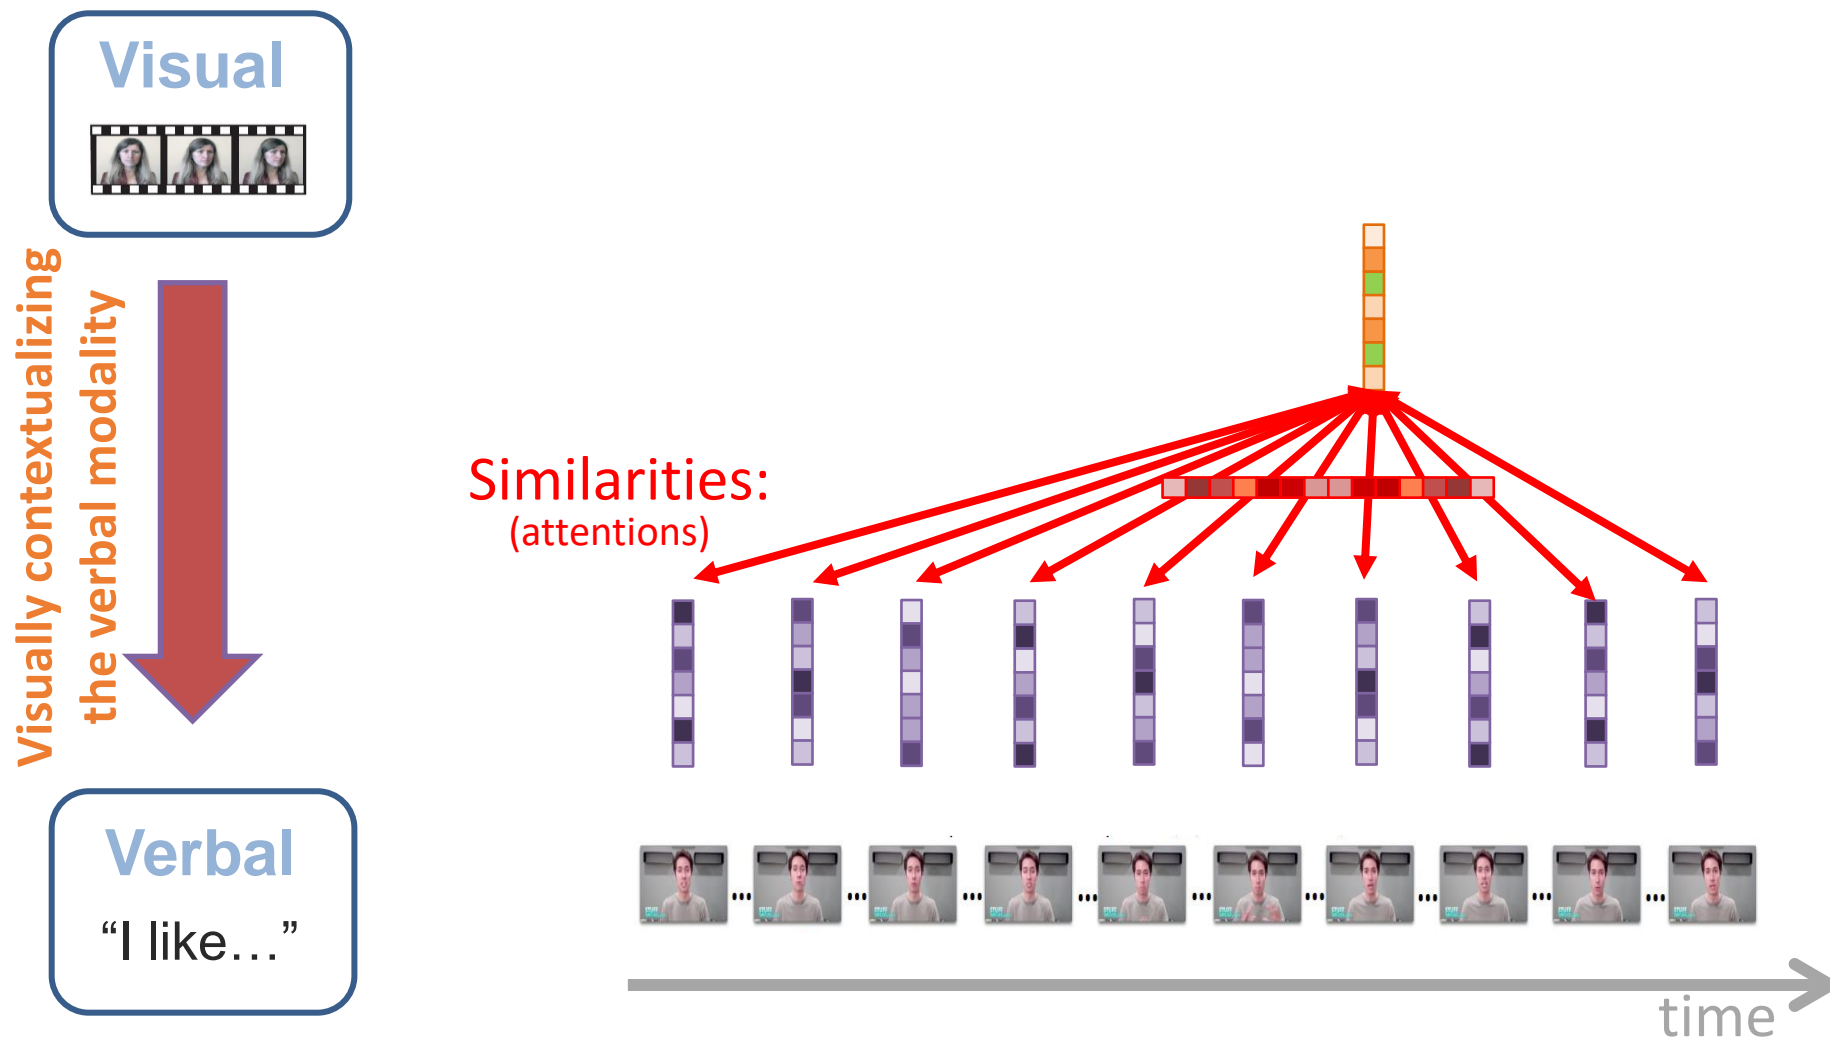 Visual
Visually contextualizing
the verbal modality
Similarities:
(attentions)
Verbal
“I like…”
time